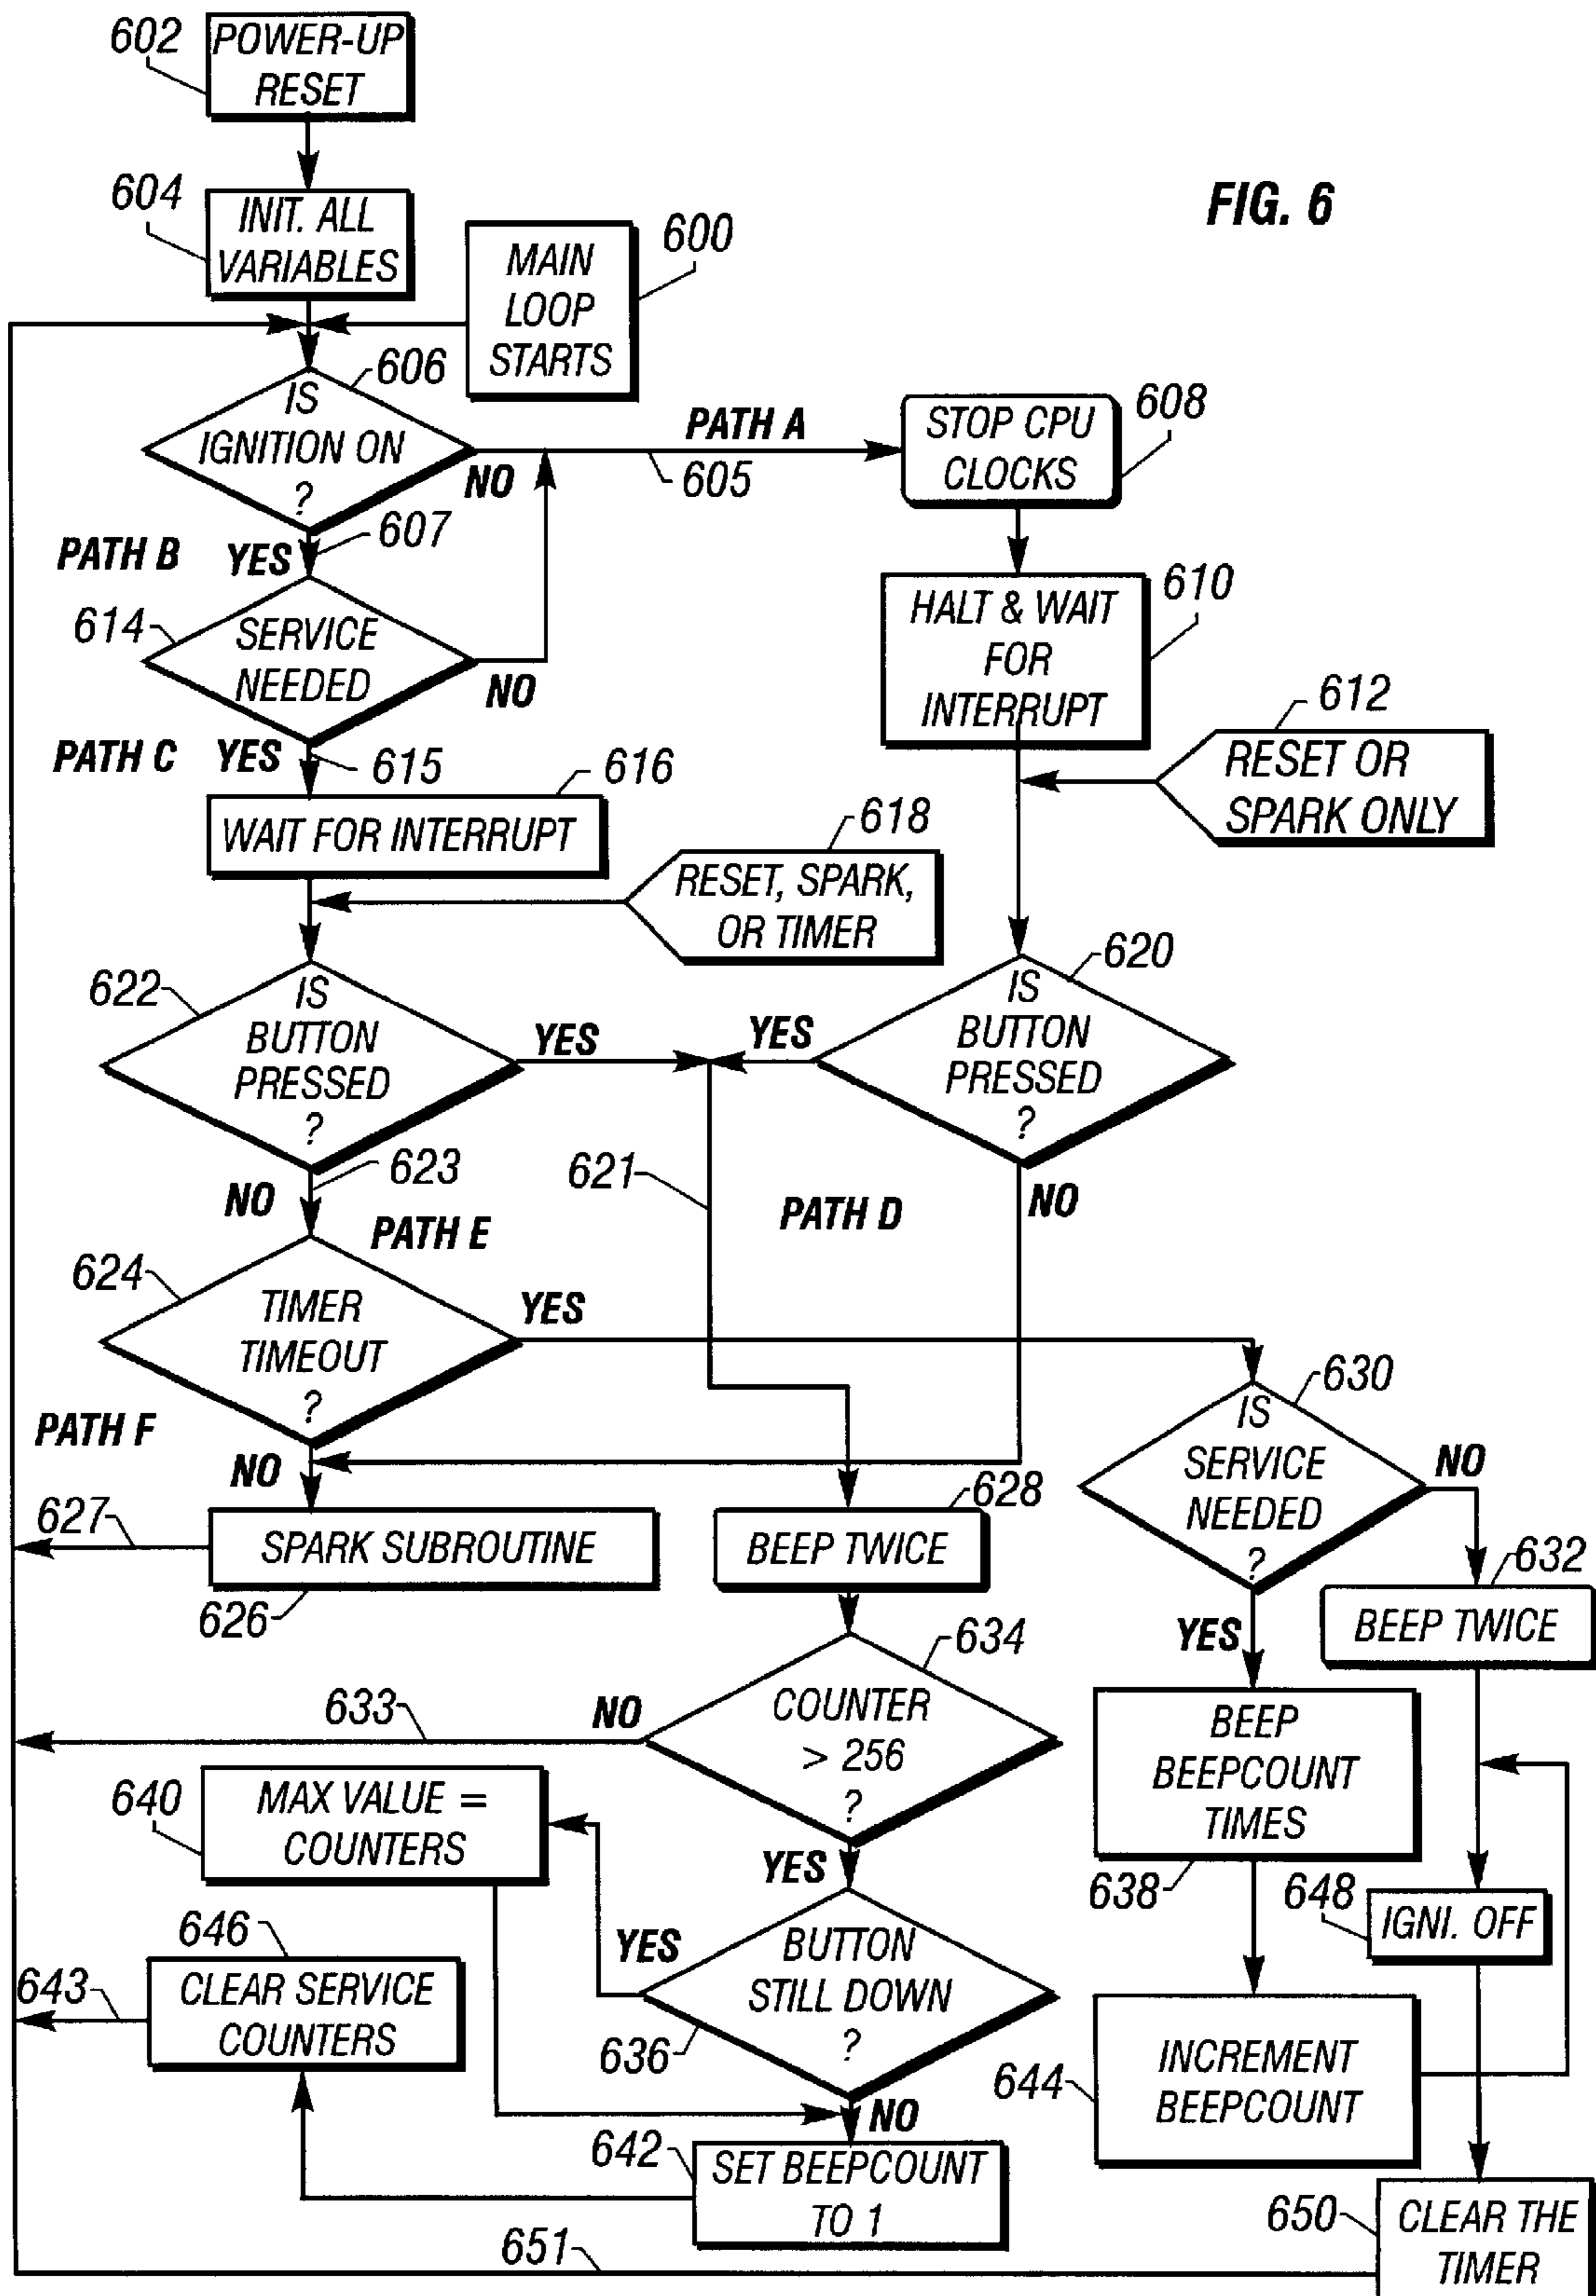 602
POWER-UP
RESET
FIG. 6
604
INIT. ALL
VARIABLES
MAIN
LOOP
STARTS
600
606
IS
IGNITION ON
?
NO
PATH A
605
STOP CPU
CLOCKS
608
PATH B
YES
607
614
SERVICE
NEEDED
NO
HALT & WAIT
FOR
INTERRUPT
610
PATH C
YES
615
616
WAIT FOR INTERRUPT
612
RESET OR
SPARK ONLY
618
RESET, SPARK,
OR TIMER
622
IS
BUTTON
PRESSED
?
YES
YES
620
IS
BUTTON
PRESSED
?
623
NO
621
PATH D
NO
PATH E
624
TIMER
TIMEOUT
?
YES
630
IS
SERVICE
NEEDED
?
NO
PATH F
NO
627
SPARK SUBROUTINE
626
628
BEEP TWICE
632
BEEP TWICE
YES
634
COUNTER
> 256
?
NO
633
BEEP
BEEPCOUNT
TIMES
638
640
MAX VALUE =
COUNTERS
YES
648
IGNI. OFF
646
CLEAR SERVICE
COUNTERS
643
YES
BUTTON
STILL DOWN
?
636
NO
644
INCREMENT
BEEPCOUNT
642
SET BEEPCOUNT
TO 1
651
650
CLEAR THE
TIMER